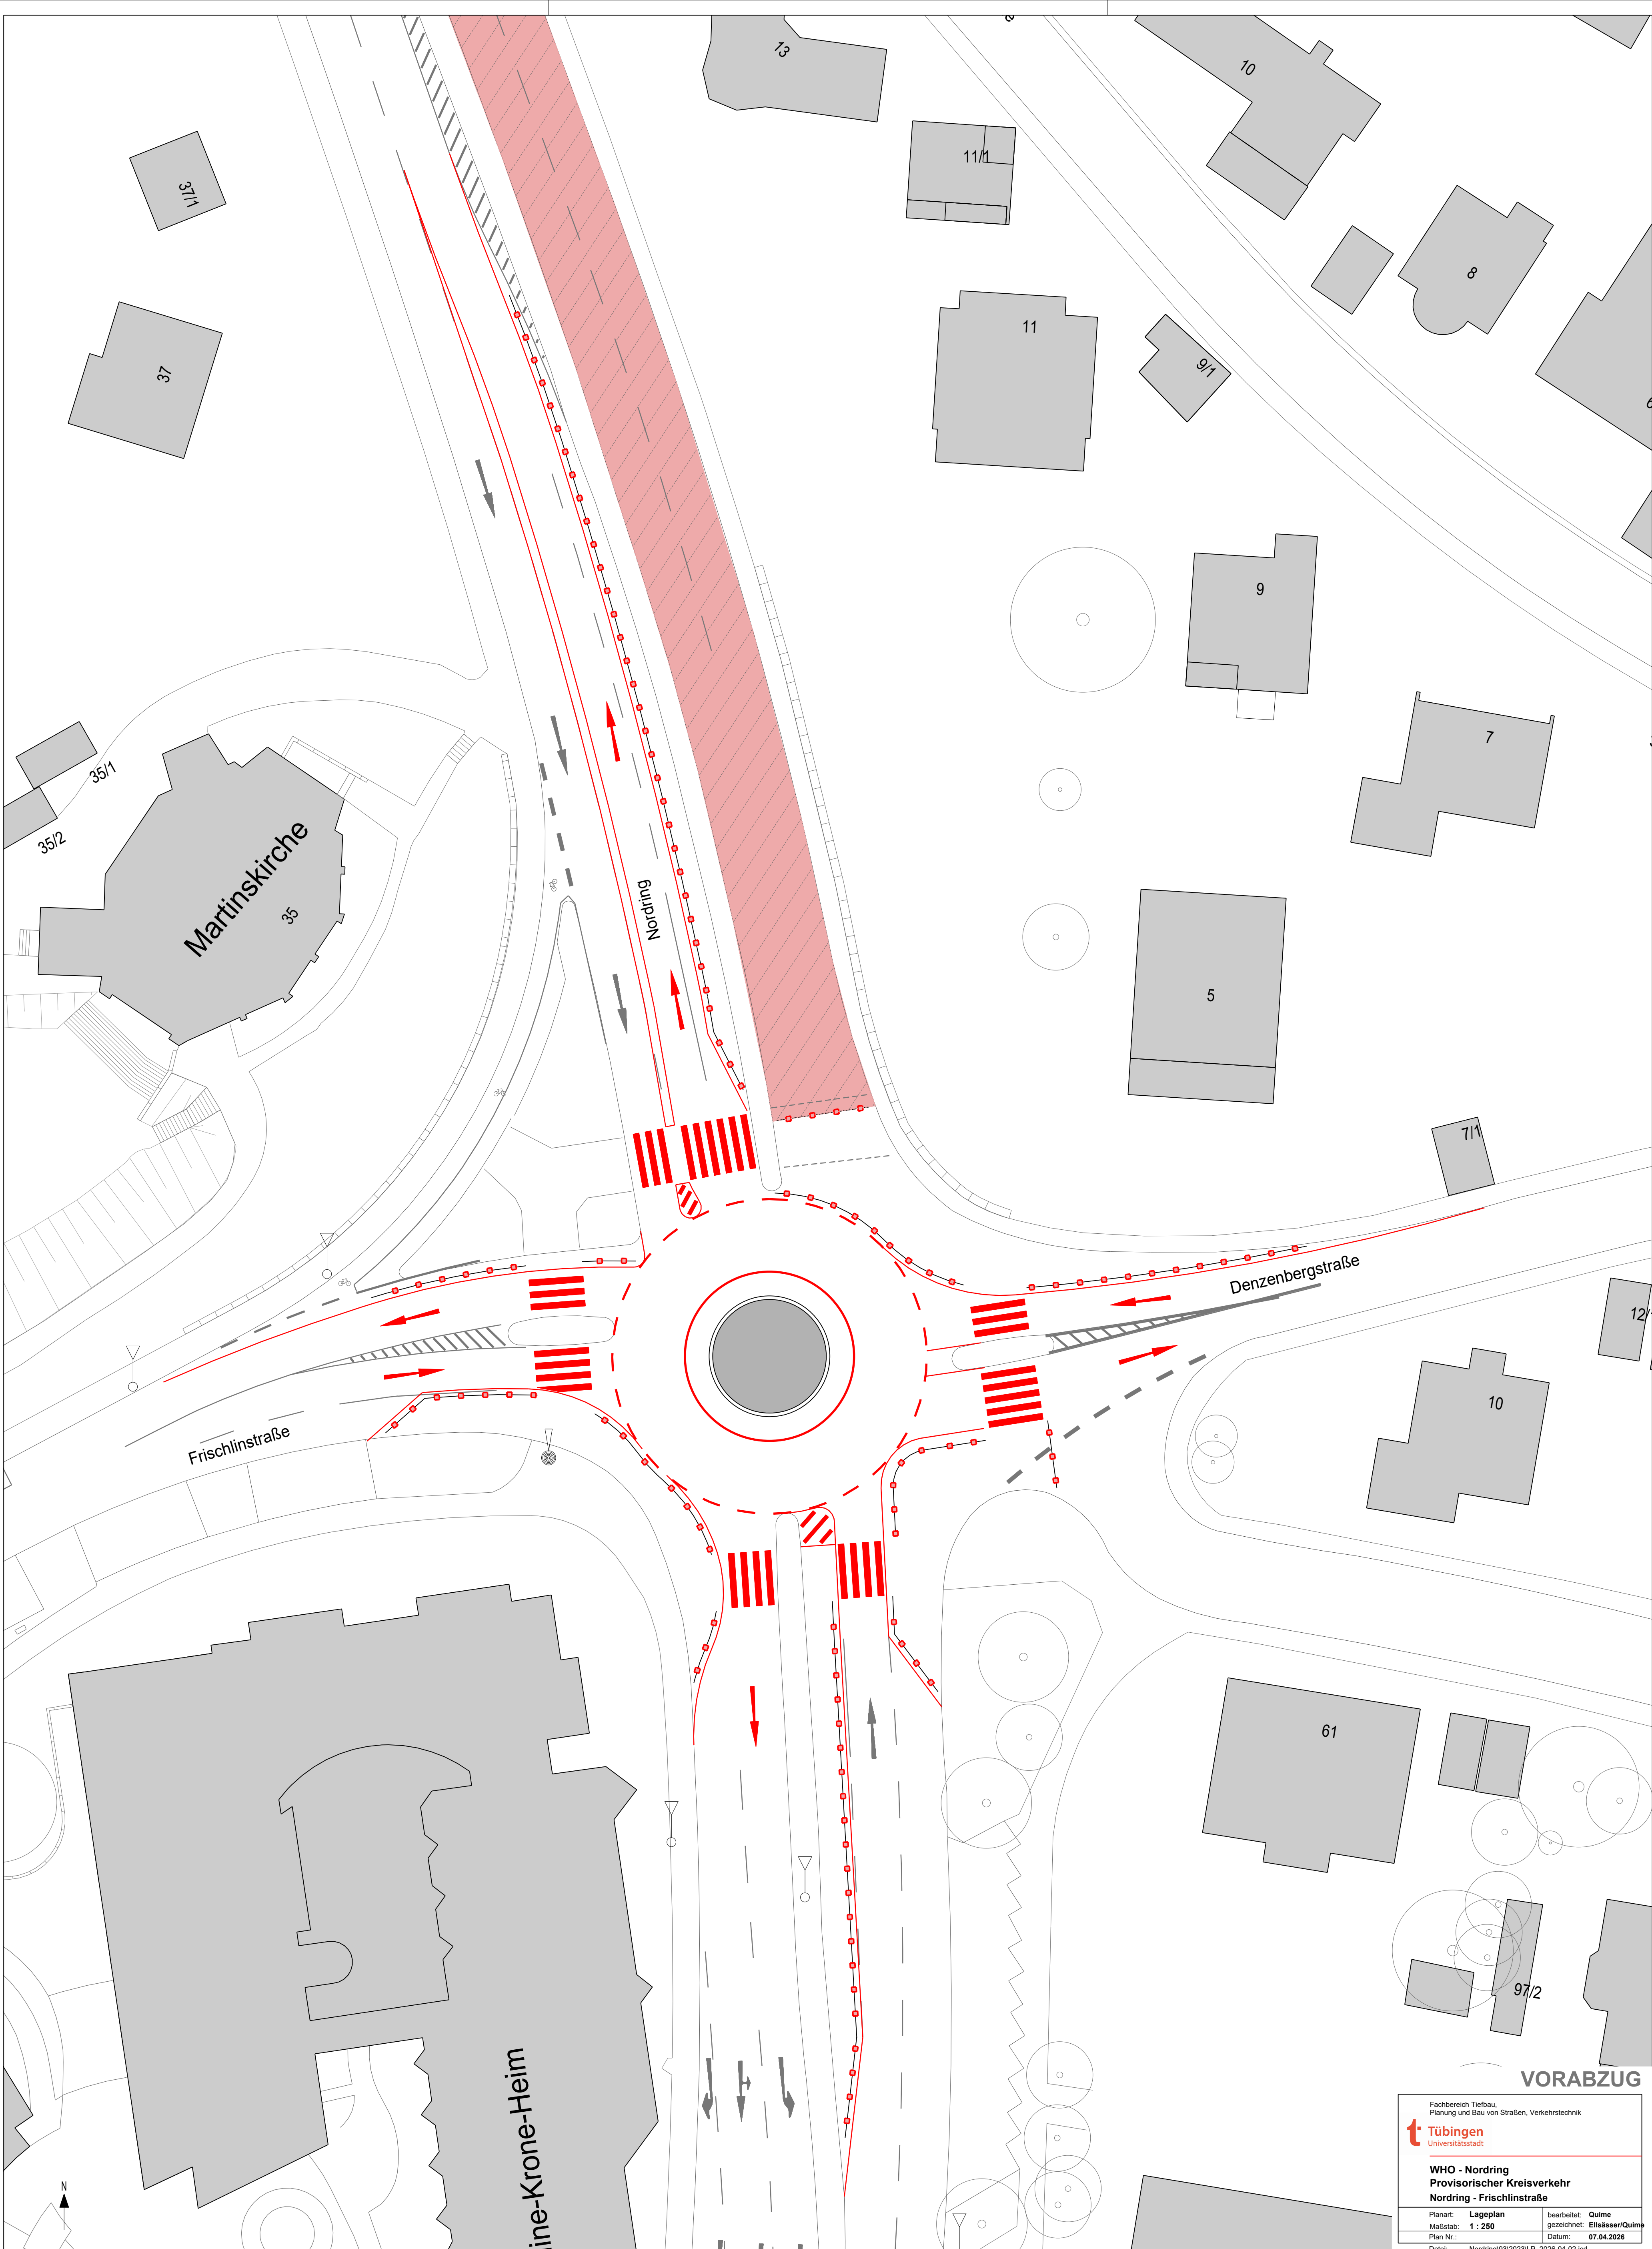 13
10
11/1
37/1
8
11
9/1
37
9
7
35/1
35/2
Martinskirche
35
Nordring
5
7/1
Denzenbergstraße
12/
10
Frischlinstraße
61
97/2
ine-Krone-Heim
N
VORABZUG
Fachbereich Tiefbau,
Planung und Bau von Straßen, Verkehrstechnik
t Tübingen
Universitätsstadt
WHO - Nordring
Provisorischer Kreisverkehr
Nordring - Frischlinstraße
Planart: Lageplan bearbeitet: Quime
Maßstab: 1 : 250 gezeichnet: Ellsässer/Quime
Plan Nr.: Datum: 07.04.2026